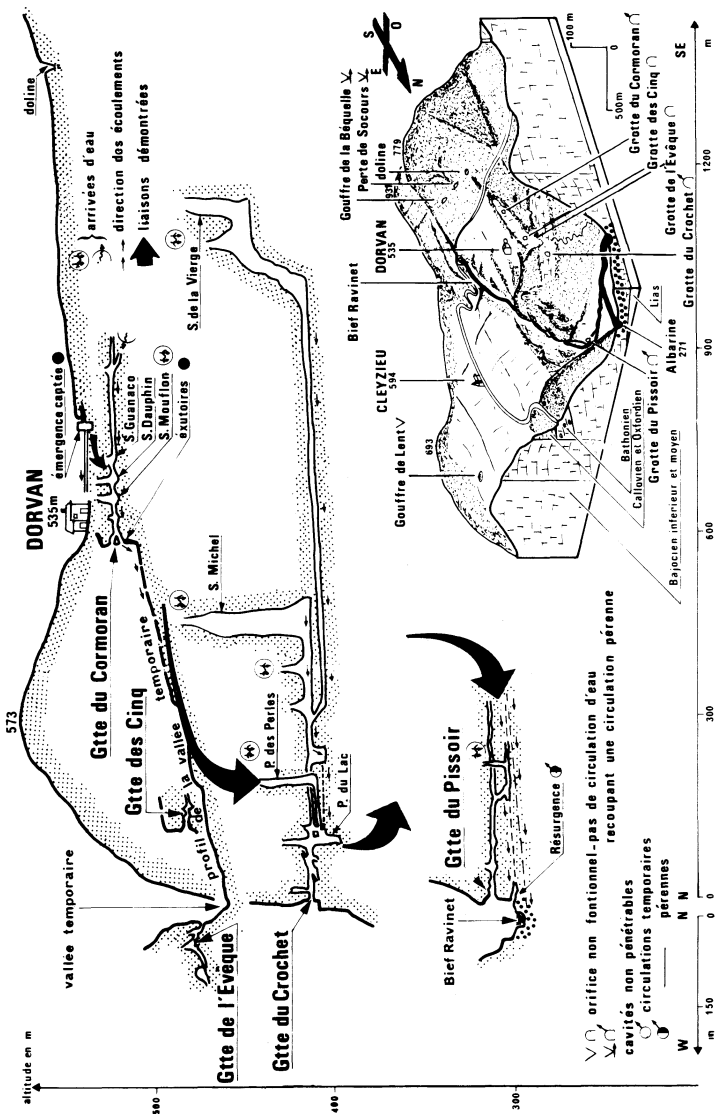 altitude en m
500
400
300
573
doline
arrivées d'eau
direction dos écoulements
liaisons démontrées
DORVAN
535m
émergence captée
S. Guanaco
S. Dauphin
S. Mouflon
exutoires
S. de la Vierge
Gtte du Cormoran
Gtte des Cinq
vallée temporaire
profil de la vallée temporaire
Gtte de l'Evêque
S. Michel
P. des Perles
P. du Lac
Gtte du Crochet
Gtte du Pissoir
Bief Ravinet
Résurgence
orifice non fontionnel-pas de circulation d'eau
recoupant une circulation pérenne
cavités non pénétrables
circulations temporaires
pérennes
W
N
N
m
150
0
0
300
600
900
1200
m
SE
S
O
E
N
Gouffre de la Béquelle
Perte de Socours
doline
779
931
DORVAN
535
Bief Ravinet
CLEYZIEU
594
Gouffre de Lent
693
100 m
0
500m
Grotte du Cormoran
Grotte des Cinq
Grotte de l'Evêque
Grotte du Crochet
Lias
Albarine
271
Grotte du Pissoir
Bathonien
Callovien et Oxfordien
Bajocien inferieur et moyen